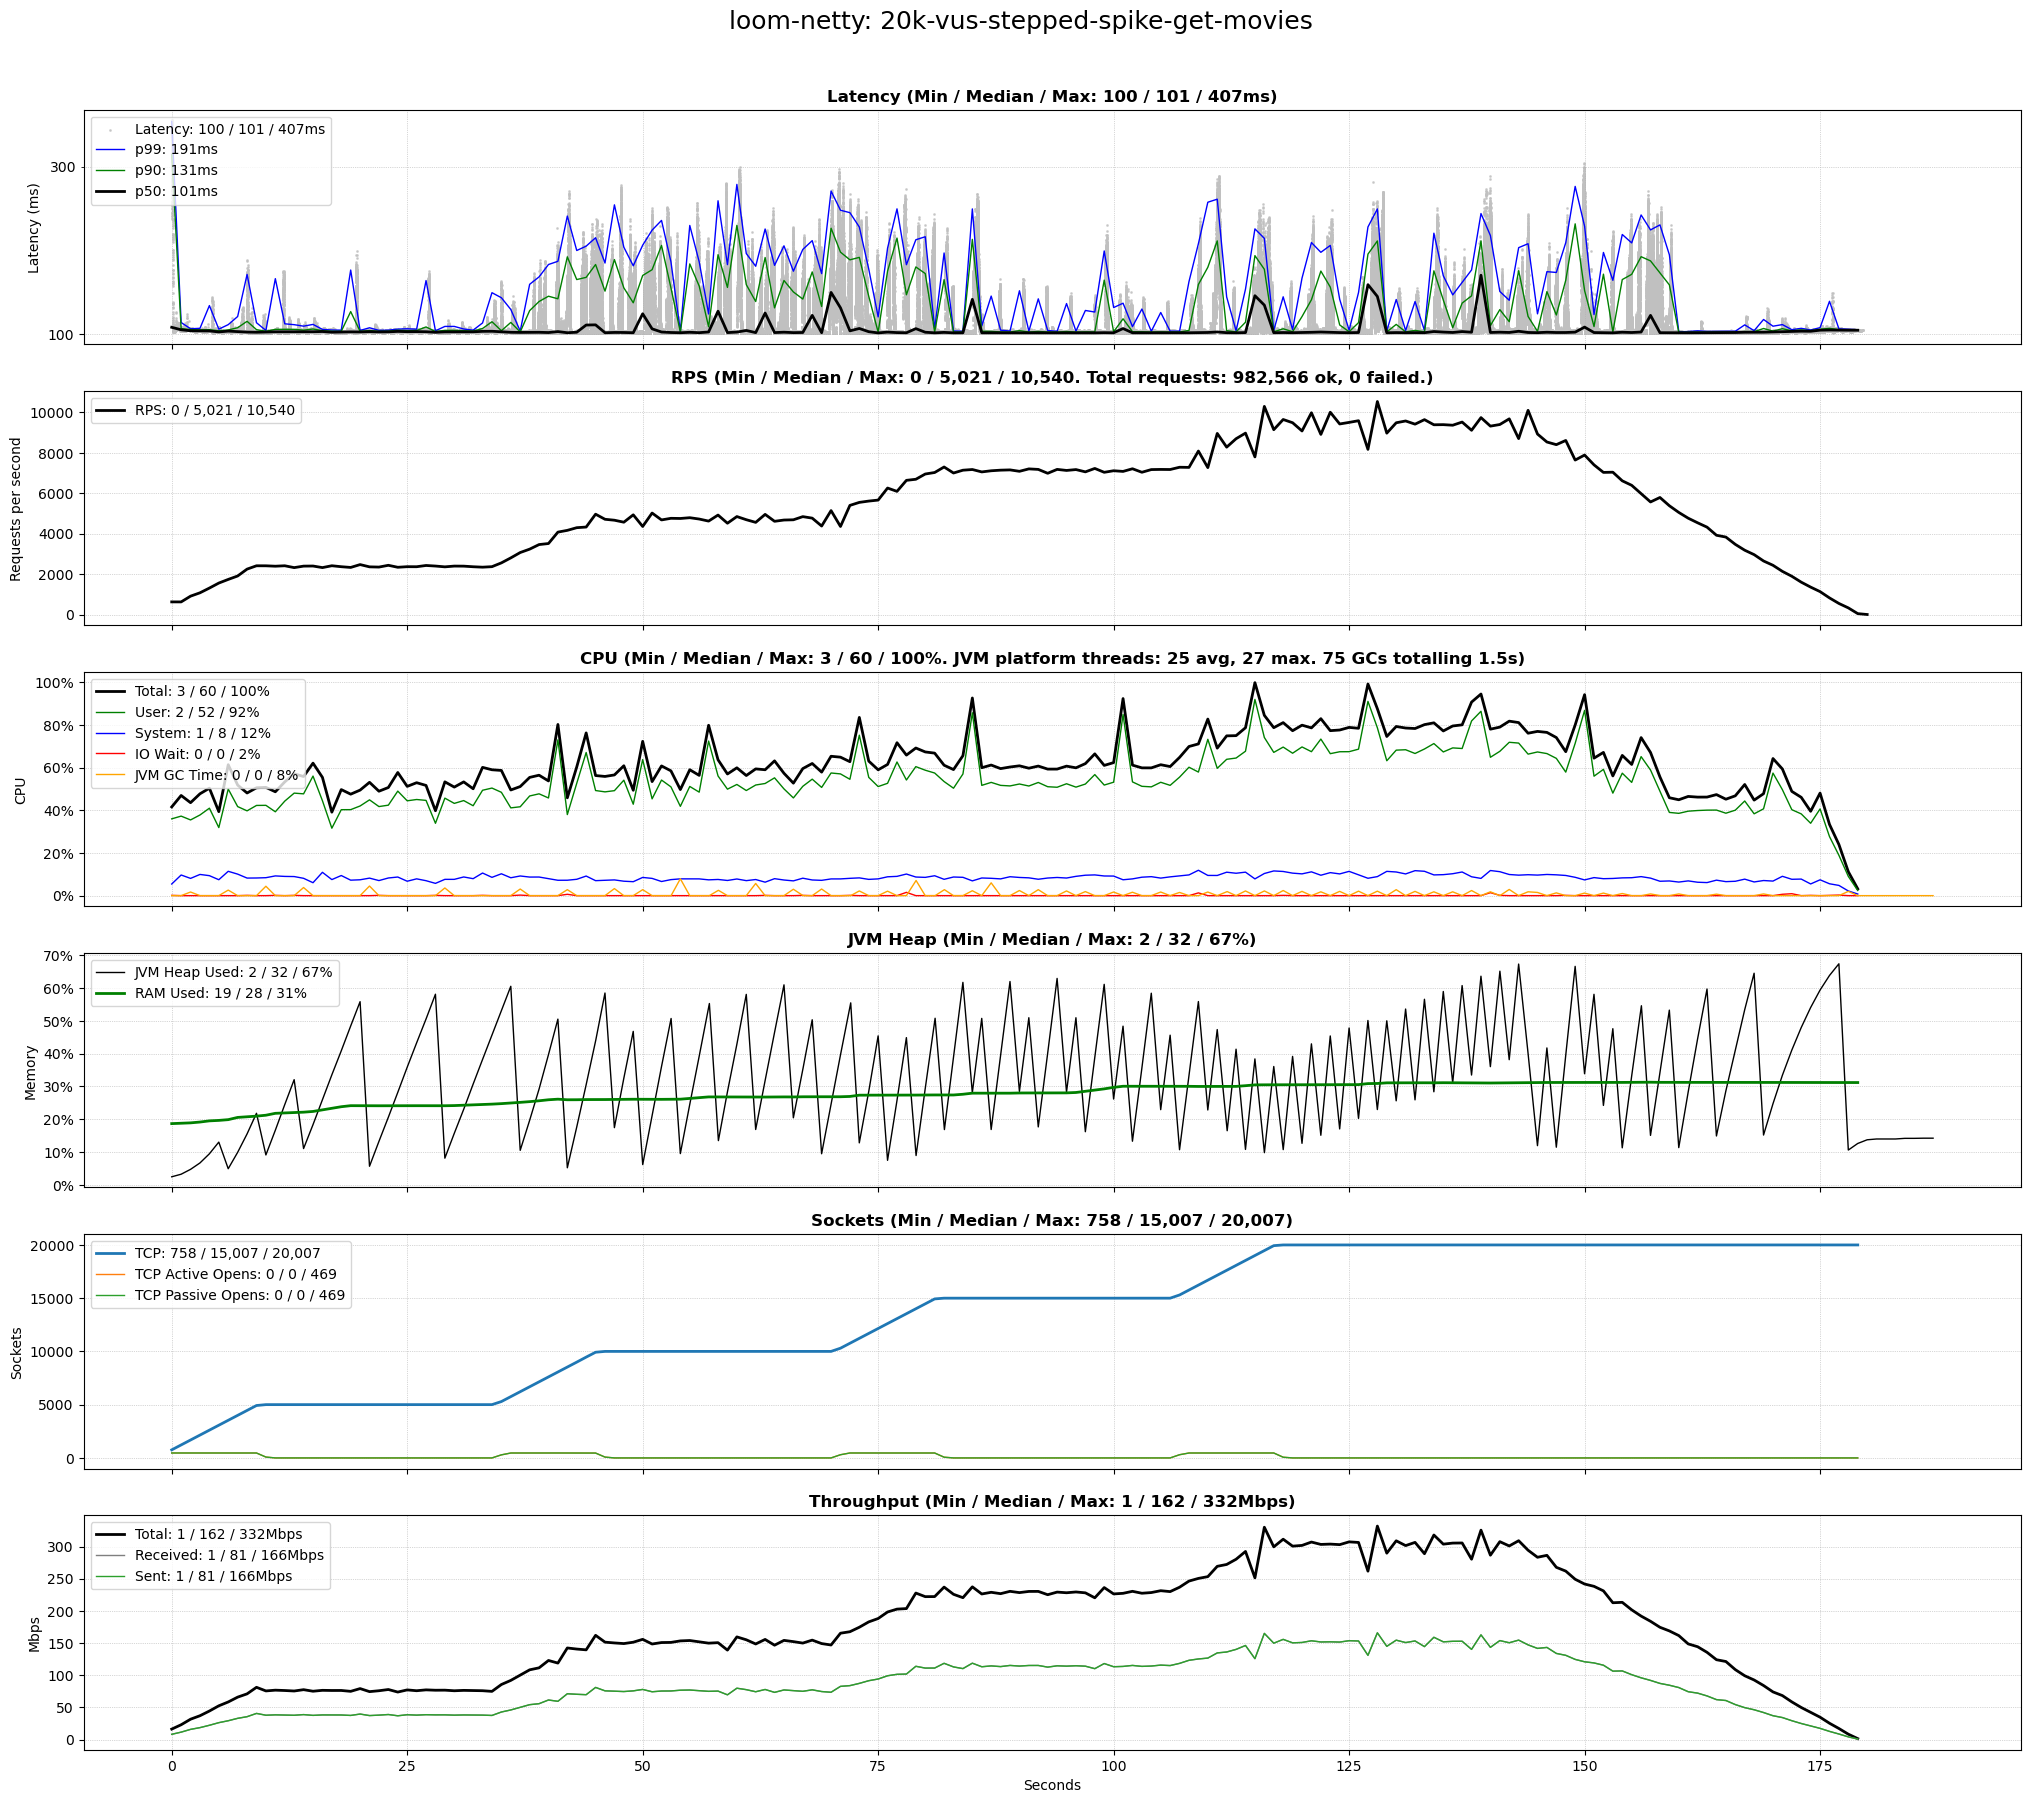 loom-netty: 20k-vus-stepped-spike-get-movies
Latency (Min / Median / Max: 100 / 101 / 407ms)
Latency: 100 / 101 / 407ms
p99: 191ms
p90: 131ms
p50: 101ms
300
100
Latency (ms)
RPS (Min / Median / Max: 0 / 5,021 / 10,540. Total requests: 982,566 ok, 0 failed.)
RPS: 0 / 5,021 / 10,540
10000
8000
6000
4000
2000
0
Requests per second
CPU (Min / Median / Max: 3 / 60 / 100%. JVM platform threads: 25 avg, 27 max. 75 GCs totalling 1.5s)
Total: 3 / 60 / 100%
User: 2 / 52 / 92%
System: 1 / 8 / 12%
IO Wait: 0 / 0 / 2%
JVM GC Time: 0 / 0 / 8%
100%
80%
60%
40%
20%
0%
CPU
JVM Heap (Min / Median / Max: 2 / 32 / 67%)
JVM Heap Used: 2 / 32 / 67%
RAM Used: 19 / 28 / 31%
70%
60%
50%
40%
30%
20%
10%
0%
Memory
Sockets (Min / Median / Max: 758 / 15,007 / 20,007)
TCP: 758 / 15,007 / 20,007
TCP Active Opens: 0 / 0 / 469
TCP Passive Opens: 0 / 0 / 469
20000
15000
10000
5000
0
Sockets
Throughput (Min / Median / Max: 1 / 162 / 332Mbps)
Total: 1 / 162 / 332Mbps
Received: 1 / 81 / 166Mbps
Sent: 1 / 81 / 166Mbps
300
250
200
150
100
50
0
Mbps
0 25 50 75 100 125 150 175
Seconds